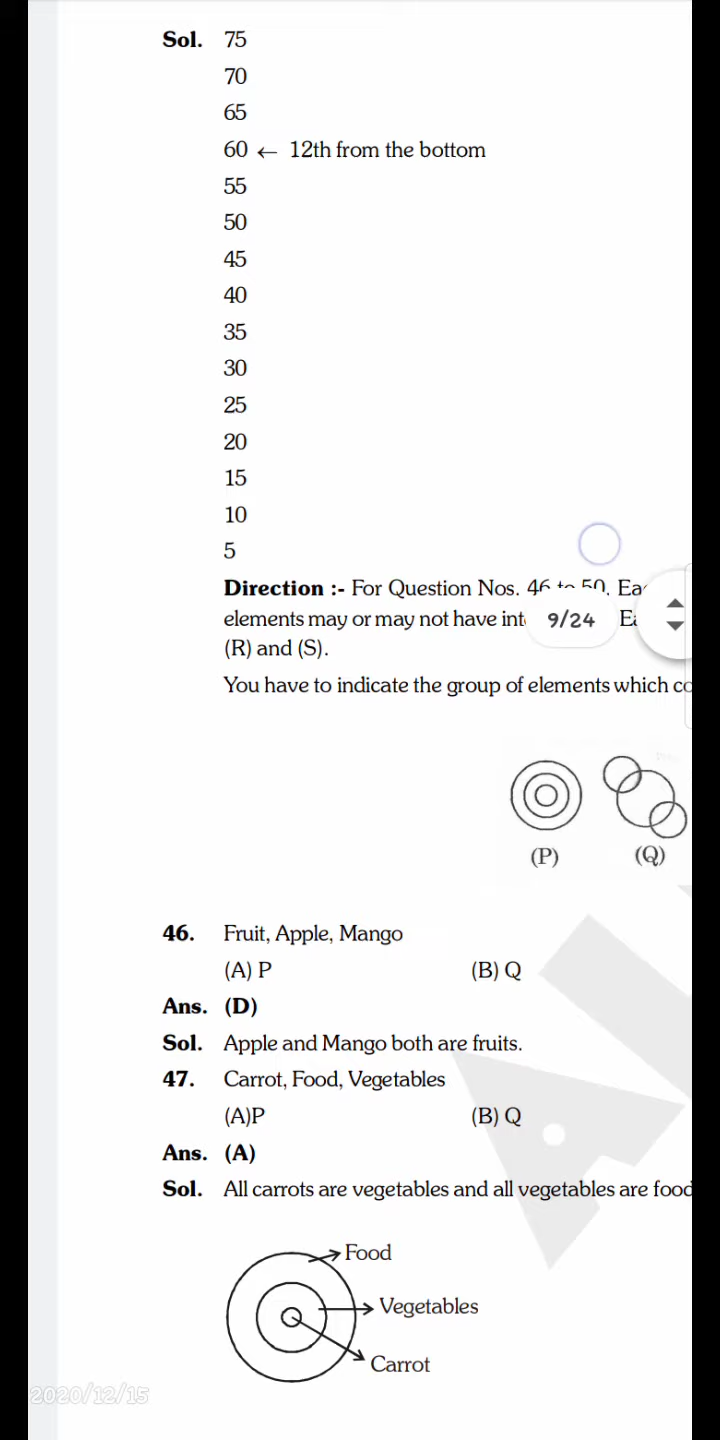 Sol. 75
70
65
60 ← 12th from the bottom
55
50
45
40
35
30
25
20
15
10
5
Direction :- For Question Nos. 46 to 50. Ea
elements may or may not have int
9/24
(R) and (S).
You have to indicate the group of elements which co
(P) (Q)
46. Fruit, Apple, Mango
(A) P (B) Q
Ans. (D)
Sol. Apple and Mango both are fruits.
47. Carrot, Food, Vegetables
(A)P (B) Q
Ans. (A)
Sol. All carrots are vegetables and all vegetables are food
Food
Vegetables
Carrot
2020/12/15